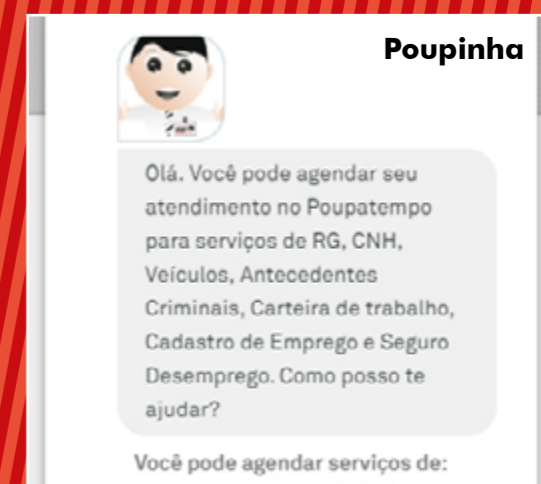 Poupinha
Olá. Você pode agendar seu
atendimento no Poupatempo
para serviços de RG, CNH,
Veículos, Antecedentes
Criminais, Carteira de trabalho,
Cadastro de Emprego e Seguro
Desemprego. Como posso te
ajudar?
Você pode agendar serviços de: